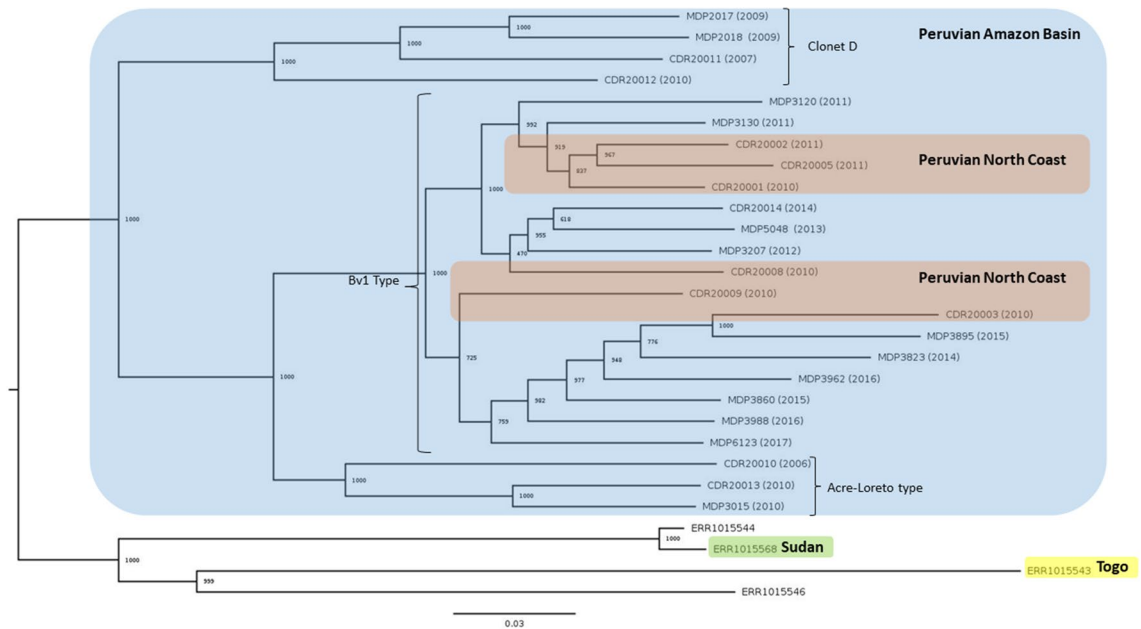 MDP2017 (2009)
1000
MDP2018 (2009)
Peruvian Amazon Basin
1000
Clonet D
CDR20011 (2007)
1000
CDR20012 (2010)
MDP3120 (2011)
992
MDP3130 (2011)
CDR20002 (2011)
919
967
Peruvian North Coast
CDR20005 (2011)
837
CDR20001 (2010)
1000
CDR20014 (2014)
1000
618
MDP5048 (2013)
955
MDP3207 (2012)
470
CDR20008 (2010)
1000
Peruvian North Coast
Bv1 Type
CDR20009 (2010)
CDR20003 (2010)
1000
MDP3895 (2015)
776
MDP3823 (2014)
725
948
1000
MDP3962 (2016)
977
MDP3860 (2015)
982
MDP3988 (2016)
759
MDP6123 (2017)
CDR20010 (2006)
1000
CDR20013 (2010)
Acre-Loreto type
1000
MDP3015 (2010)
ERR1015544
1000
ERR1015568 Sudan
1000
ERR1015543 Togo
999
ERR1015546
0.03